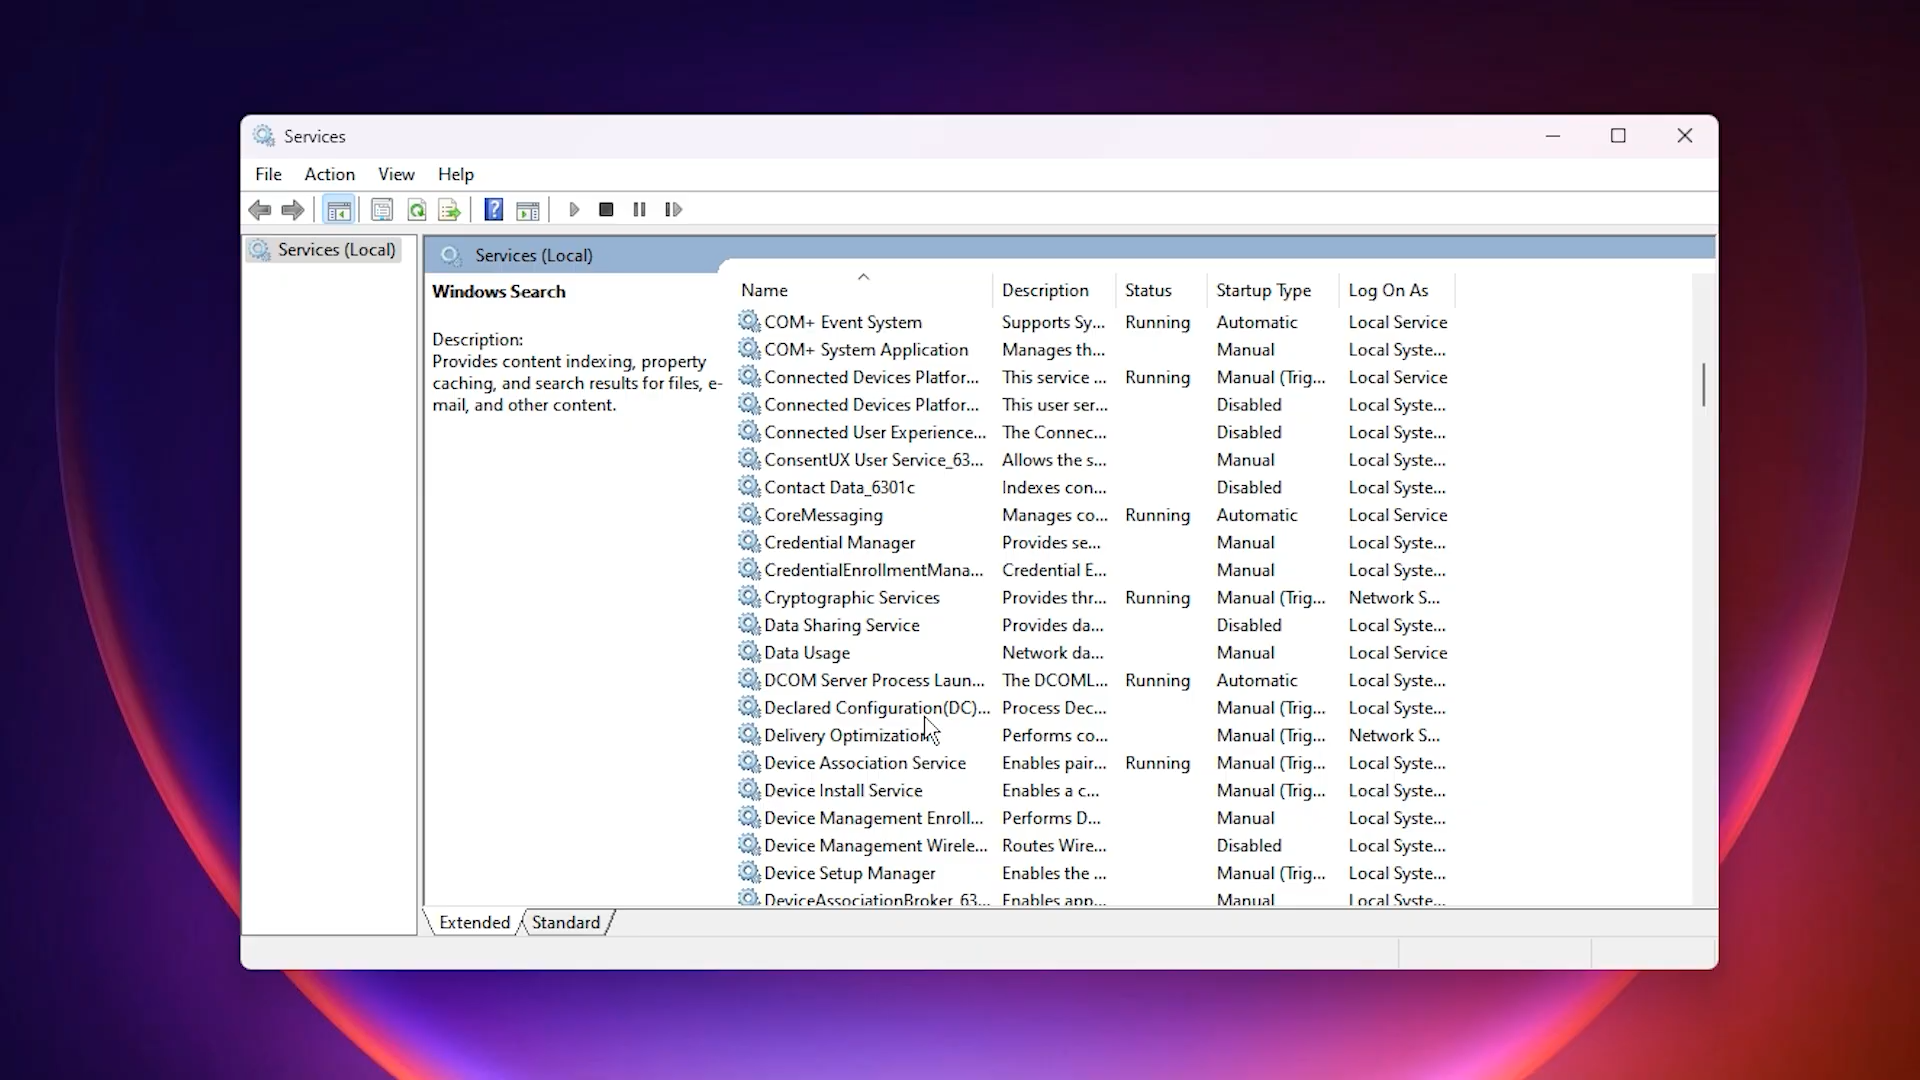 Services
File Action View Help
Services (Local)
Services (Local)
Windows Search
Description:
Provides content indexing, property
caching, and search results for files, e-
mail, and other content.
Name Description Status Startup Type Log On As
COM+ Event System Supports Sy... Running Automatic Local Service
COM+ System Application Manages th... Manual Local Syste...
Connected Devices Platfor... This service ... Running Manual (Trig... Local Service
Connected Devices Platfor... This user ser... Disabled Local Syste...
Connected User Experience... The Connec... Disabled Local Syste...
ConsentUX User Service_63... Allows the s... Manual Local Syste...
Contact Data_6301c Indexes con... Disabled Local Syste...
CoreMessaging Manages co... Running Automatic Local Service
Credential Manager Provides se... Manual Local Syste...
CredentialEnrollmentMana... Credential E... Manual Local Syste...
Cryptographic Services Provides thr... Running Manual (Trig... Network S...
Data Sharing Service Provides da... Disabled Local Syste...
Data Usage Network da... Manual Local Service
DCOM Server Process Laun... The DCOML... Running Automatic Local Syste...
Declared Configuration(DC)... Process Dec... Manual (Trig... Local Syste...
Delivery Optimization Performs co... Manual (Trig... Network S...
Device Association Service Enables pair... Running Manual (Trig... Local Syste...
Device Install Service Enables a c... Manual (Trig... Local Syste...
Device Management Enroll... Performs D... Manual Local Syste...
Device Management Wirele... Routes Wire... Disabled Local Syste...
Device Setup Manager Enables the ... Manual (Trig... Local Syste...
DeviceAssociationBroker_63... Enables app... Manual Local Syste...
Extended Standard